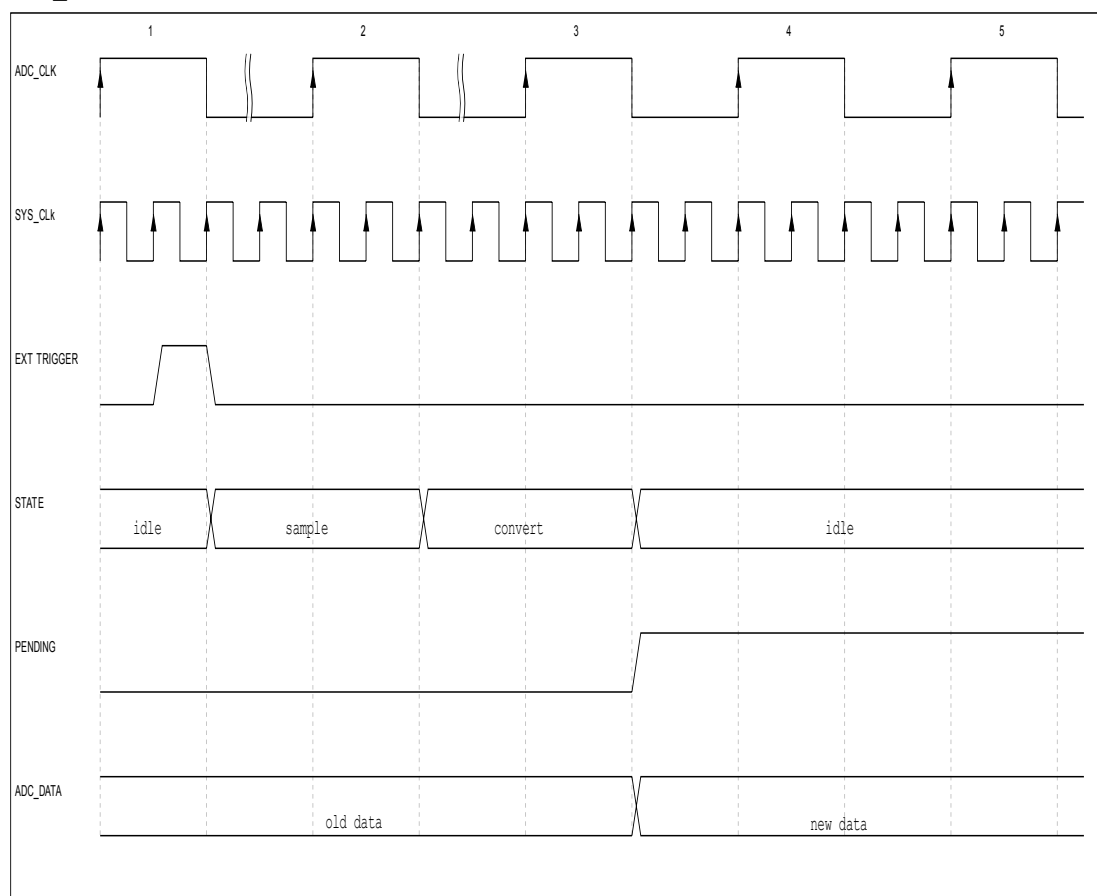 1 2 3 4 5
ADC_CLK
SYS_CLk
EXT TRIGGER
STATE
idle sample convert idle
PENDING
ADC_DATA
old data new data